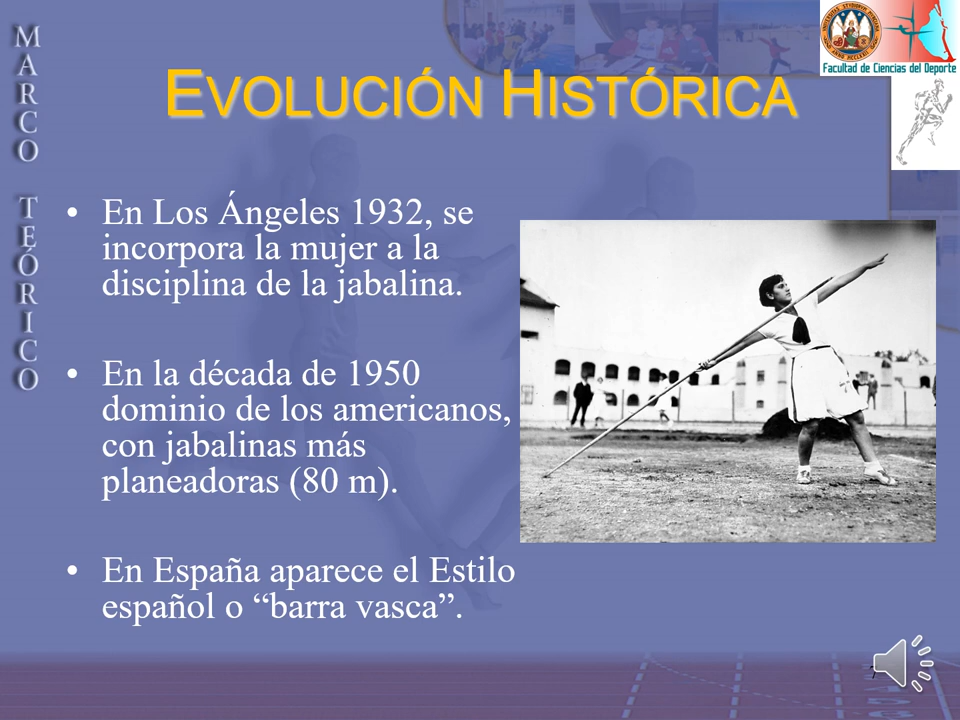 MARCO TEÓRICO
EVOLUCIÓN HISTÓRICA
Facultad de Ciencias del Deporte
• En Los Ángeles 1932, se
incorpora la mujer a la
disciplina de la jabalina.
• En la década de 1950
dominio de los americanos,
con jabalinas más
planeadoras (80 m).
• En España aparece el Estilo
español o “barra vasca”.